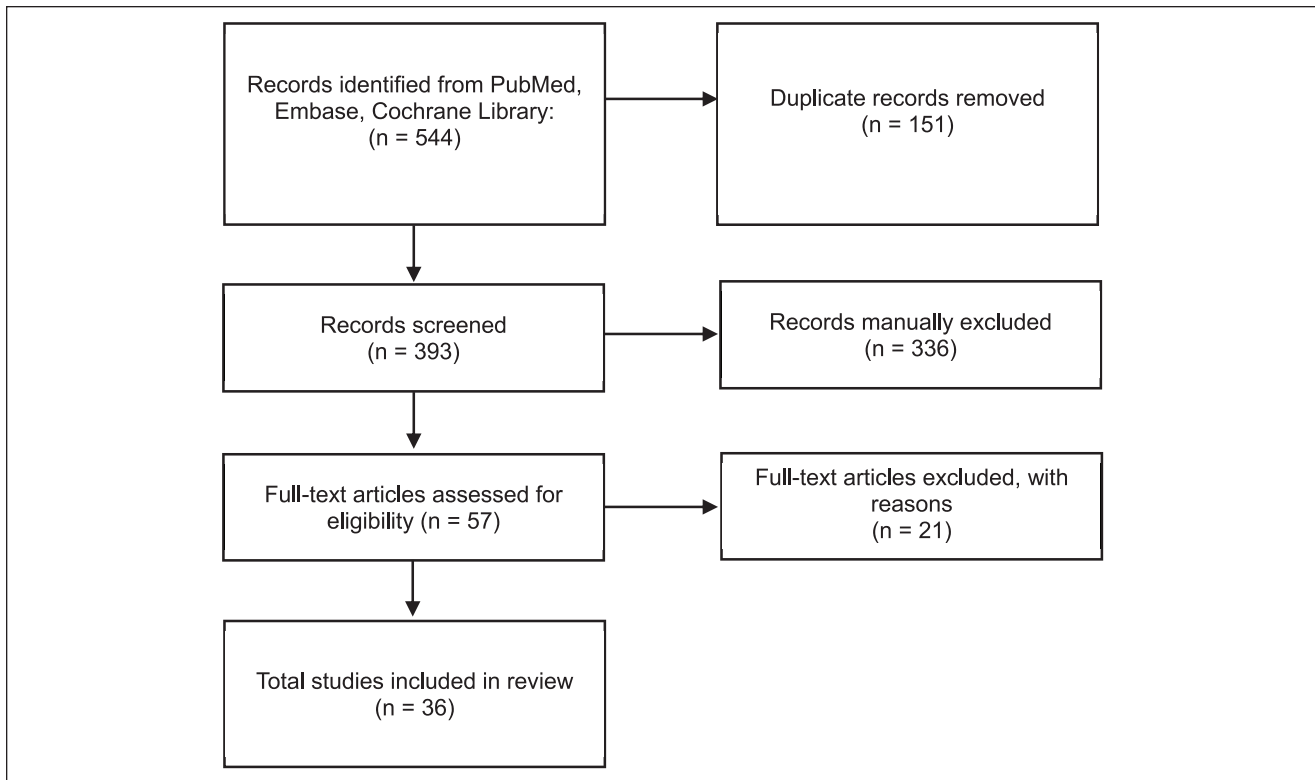 Records identified from PubMed,
Embase, Cochrane Library:
(n = 544)
Duplicate records removed
(n = 151)
Records screened
(n = 393)
Records manually excluded
(n = 336)
Full-text articles assessed for
eligibility (n = 57)
Full-text articles excluded, with
reasons
(n = 21)
Total studies included in review
(n = 36)